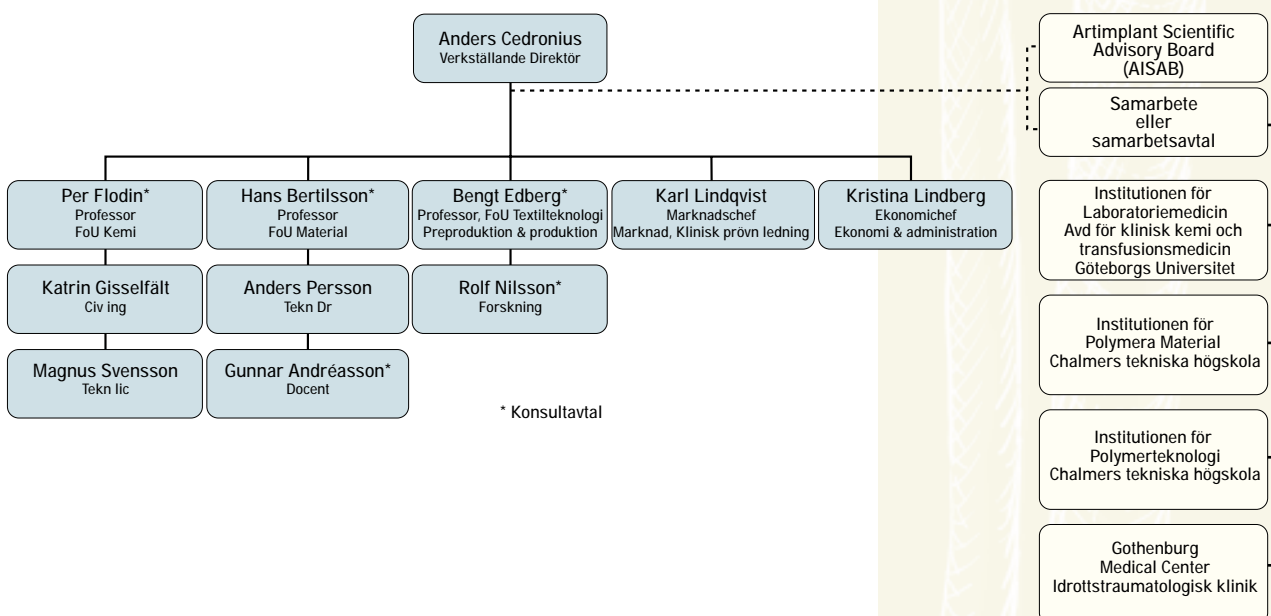 Anders Cedronius
Verkställande Direktör
Artimplant Scientific
Advisory Board
(AISAB)
Samarbete
eller
samarbetsavtal
Per Flodin*
Professor
FoU Kemi
Hans Bertilsson*
Professor
FoU Material
Bengt Edberg*
Professor, FoU Textilteknologi
Preproduktion & produktion
Karl Lindqvist
Marknadschef
Marknad, Klinisk prövn ledning
Kristina Lindberg
Ekonomichef
Ekonomi & administration
Katrin Gisselfält
Civ ing
Anders Persson
Tekn Dr
Rolf Nilsson*
Forskning
Magnus Svensson
Tekn lic
Gunnar Andréasson*
Docent
* Konsultavtal
Institutionen för
Laboratoriemedicin
Avd för klinisk kemi och
transfusionsmedicin
Göteborgs Universitet
Institutionen för
Polymera Material
Chalmers tekniska högskola
Institutionen för
Polymerteknologi
Chalmers tekniska högskola
Gothenburg
Medical Center
Idrottstraumatologisk klinik